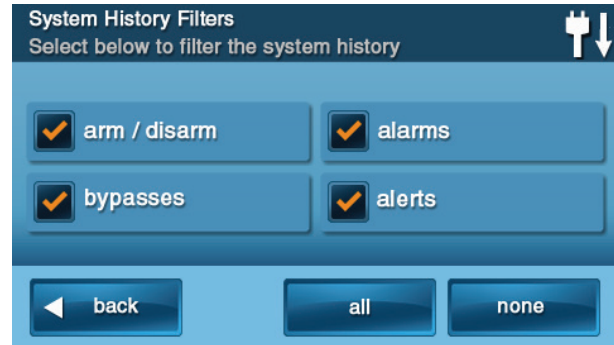 System History Filters
Select below to filter the system history
arm / disarm
alarms
bypasses
alerts
back
all
none